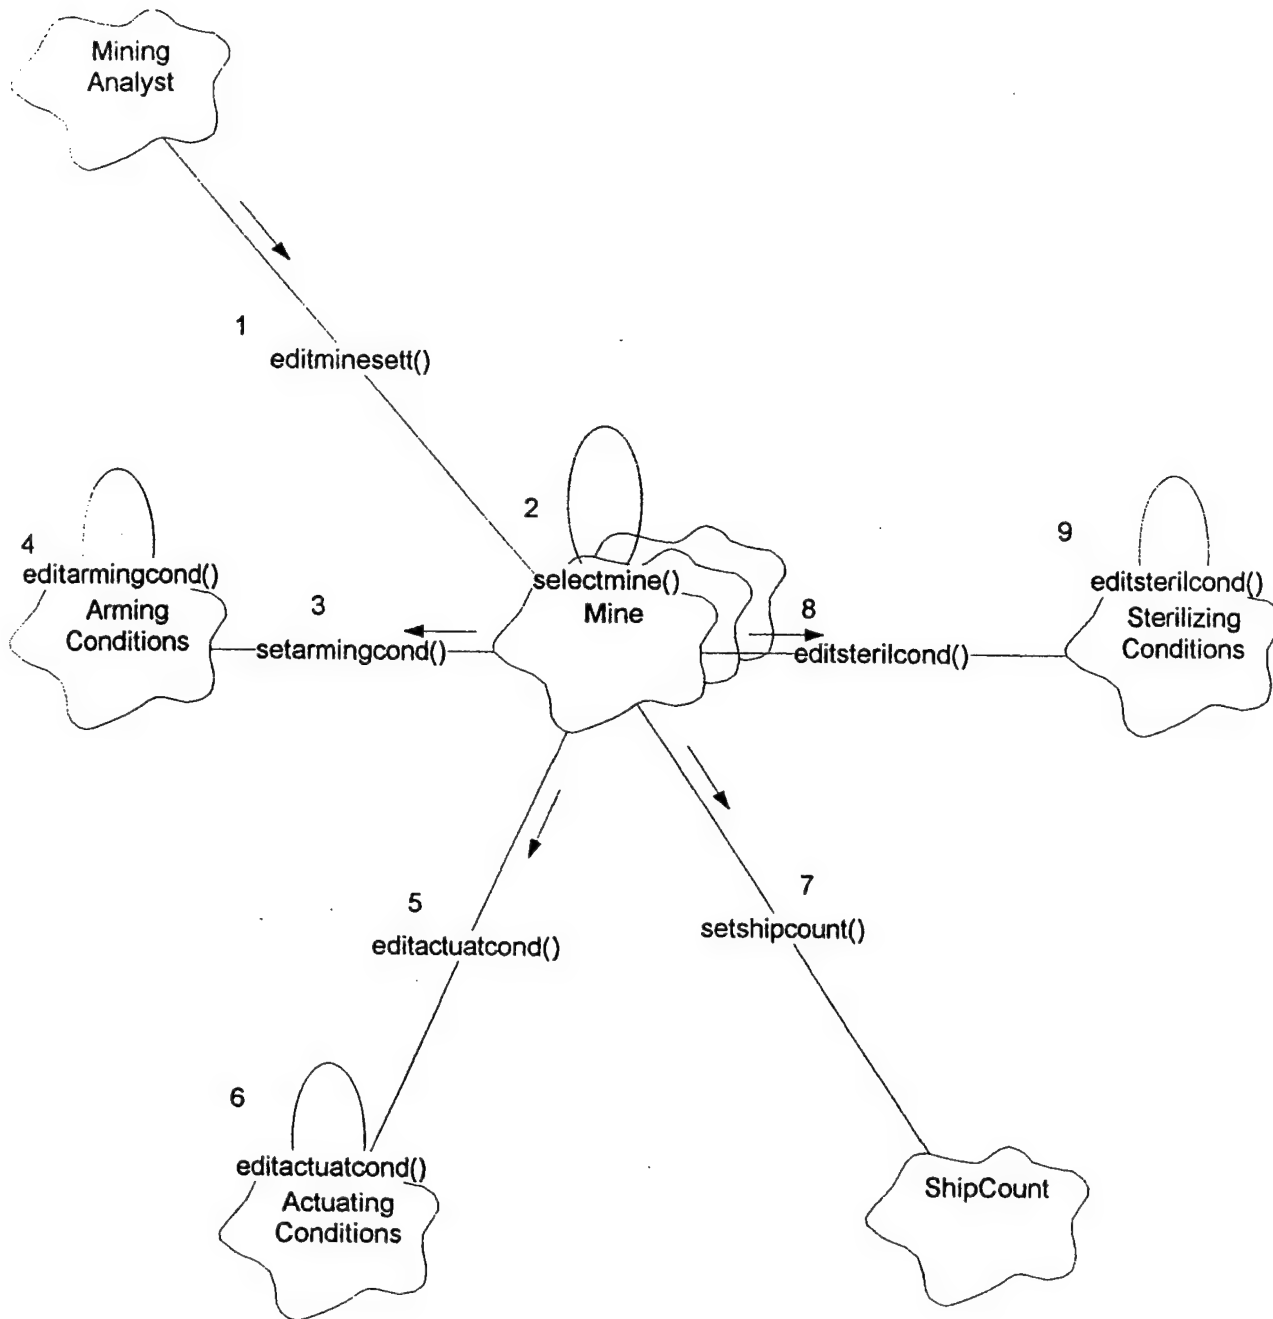 Mining
Analyst
1
editminesett()
2
selectmine()
Mine
4
editarmingcond()
Arming
Conditions
3
setarmingcond()
8
editsterilcond()
9
editsterilcond()
Sterilizing
Conditions
5
editactuatcond()
7
setshipcount()
6
editactuatcond()
Actuating
Conditions
ShipCount